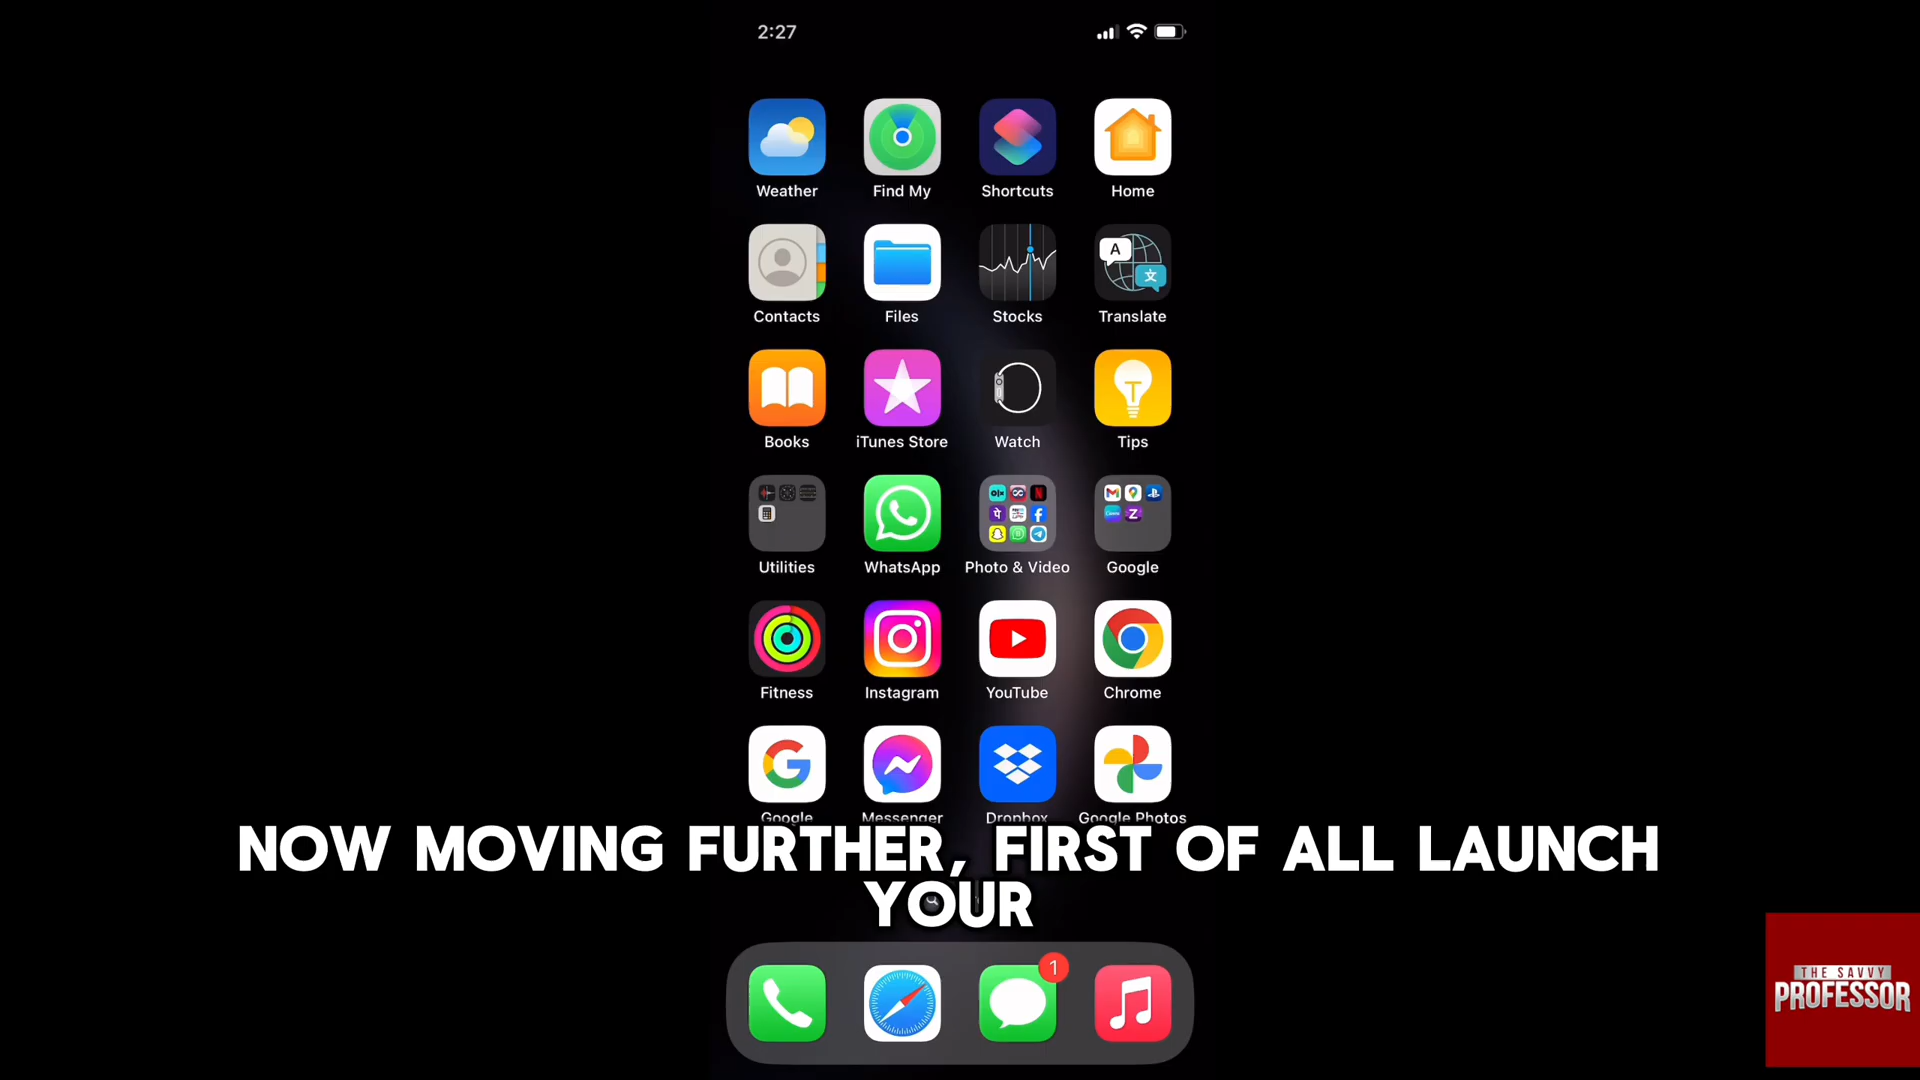 2:27
Weather Find My Shortcuts Home
A 文
Contacts Files Stocks Translate
Books iTunes Store Watch Tips
Utilities WhatsApp Photo & Video Google
Fitness Instagram YouTube Chrome
Google Messenger Dropbox Google Photos
NOW MOVING FURTHER, FIRST OF ALL LAUNCH
YOUR
1
THE SAVVY
PROFESSOR